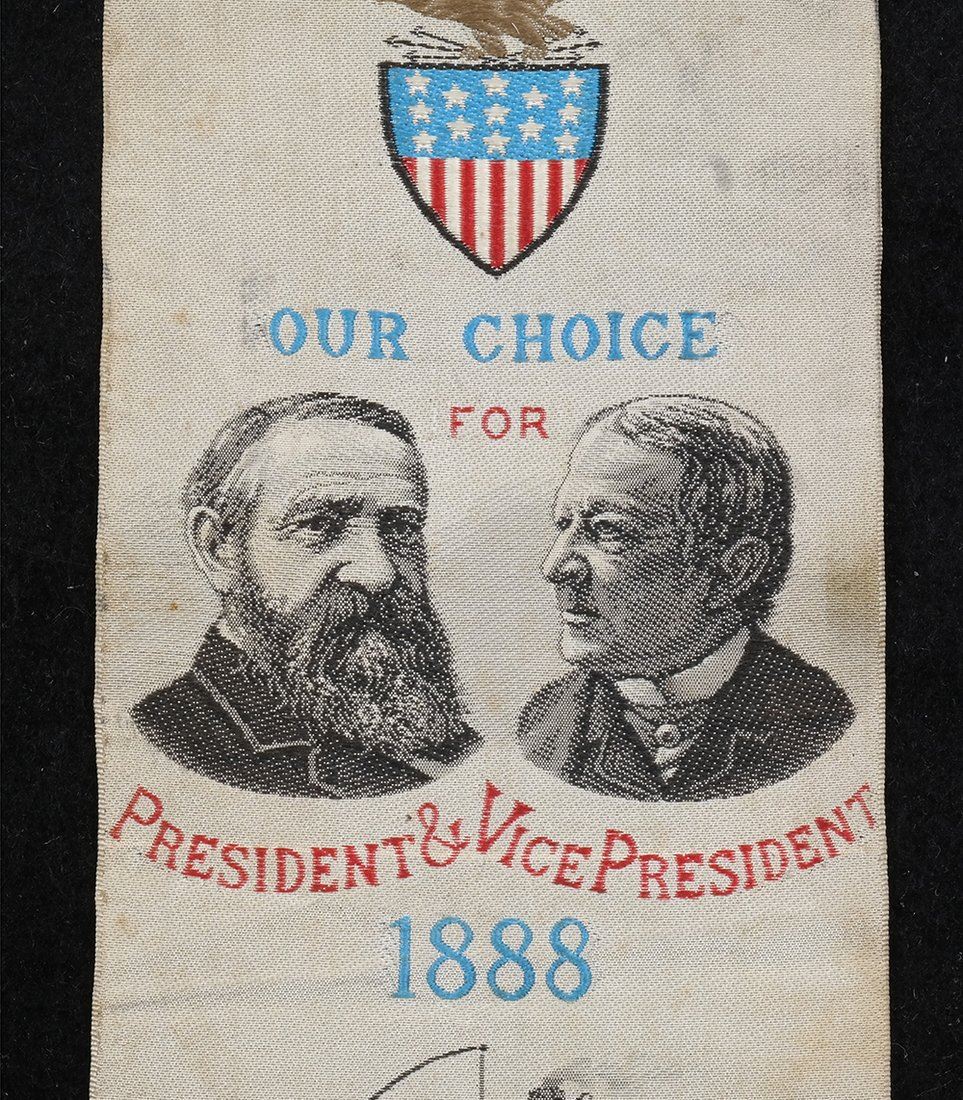 OUR CHOICE
FOR
PRESIDENT & VICE PRESIDENT
1888